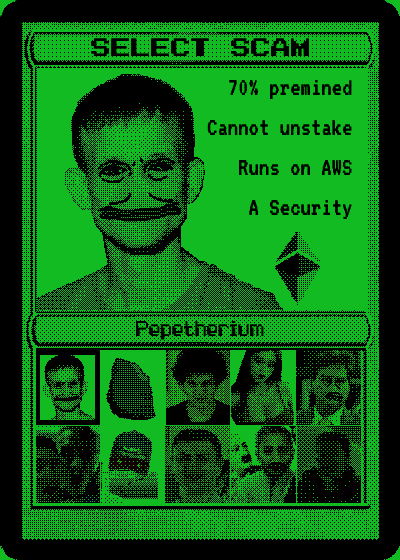 SELECT SCAM
70% premined
Cannot unstake
Runs on AWS
A Security
Pepetherium